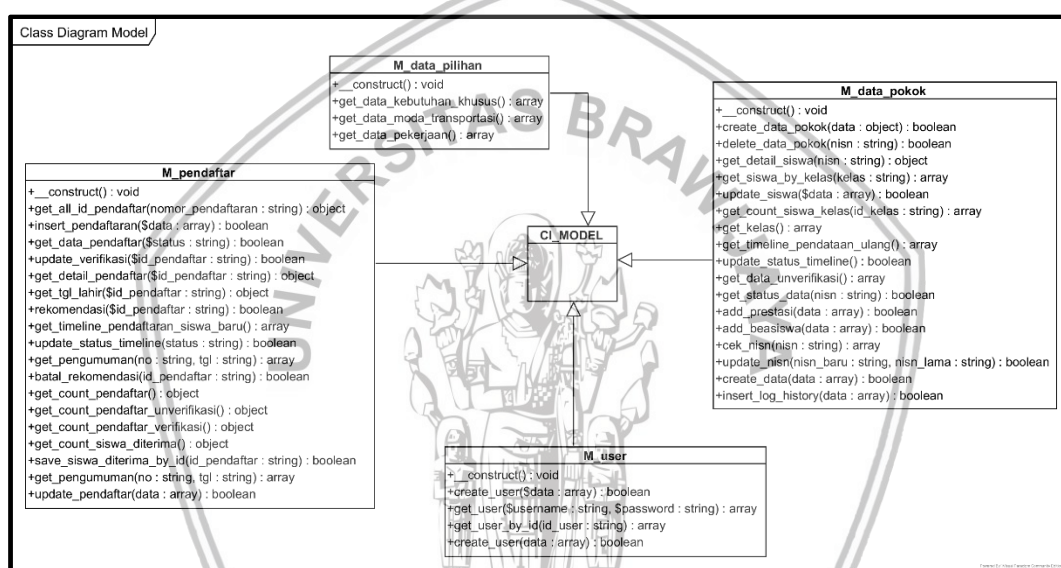 Class Diagram Model
M_data_pilihan
+__construct() : void
+get_data_kebutuhan_khusus() : array
+get_data_moda_transportasi() : array
+get_data_pekerjaan() : array
M_data_pokok
+__construct() : void
+create_data_pokok(data : object) : boolean
+delete_data_pokok(nisn : string) : boolean
+get_detail_siswa(nisn : string) : object
+get_siswa_by_kelas(kelas : string) : array
+update_siswa($data : array) : boolean
+get_count_siswa_kelas(id_kelas : string) : array
+get_kelas() : array
+get_timeline_pendataan_ulang() : array
+update_status_timeline() : boolean
+get_data_unverifikasi() : array
+get_status_data(nisn : string) : boolean
+add_prestasi(data : array) : boolean
+add_beasiswa(data : array) : boolean
+cek_nisn(nisn : string) : array
+update_nisn(nisn_baru : string, nisn_lama : string) : boolean
+create_data(data : array) : boolean
+insert_log_history(data : array) : boolean
M_pendaftar
+__construct() : void
+get_all_id_pendaftar(nomor_pendaftaran : string) : object
+insert_pendaftaran($data : array) : boolean
+get_data_pendaftar($status : string) : boolean
+update_verifikasi($id_pendaftar : string) : boolean
+get_detail_pendaftar($id_pendaftar : string) : object
+get_tgl_lahir($id_pendaftar : string) : object
+rekomendasi($id_pendaftar : string) : boolean
+get_timeline_pendaftaran_siswa_baru() : array
+update_status_timeline(status : string) : boolean
+get_pengumuman(no : string, tgl : string) : array
+batal_rekomendasi(id_pendaftar : string) : boolean
+get_count_pendaftar() : object
+get_count_pendaftar_unverifikasi() : object
+get_count_pendaftar_verifikasi() : object
+get_count_siswa_diterima() : object
+save_siswa_diterima_by_id(id_pendaftar : string) : boolean
+get_pengumuman(no : string, tgl : string) : array
+update_pendaftar(data : array) : boolean
CI_MODEL
M_user
+__construct() : void
+create_user($data : array) : boolean
+get_user($username : string, $password : string) : array
+get_user_by_id(id_user : string) : array
+create_user(data : array) : boolean
UNIVERSITAS BRAWIJAYA